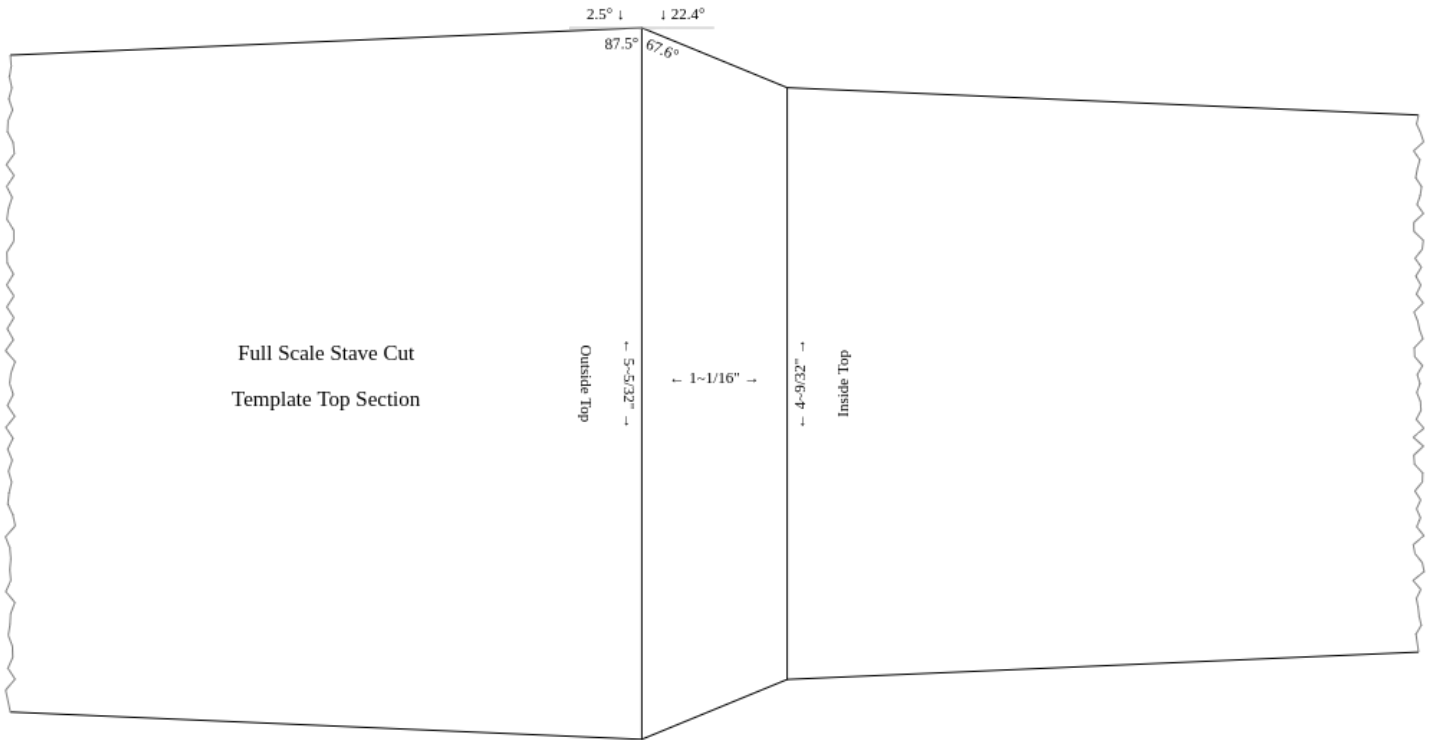 2.5° ↓
↓ 22.4°
87.5°
67.6°
Full Scale Stave Cut
Template Top Section
Outside Top
← 5~5/32" →
← 1~1/16" →
← 4~9/32" →
Inside Top